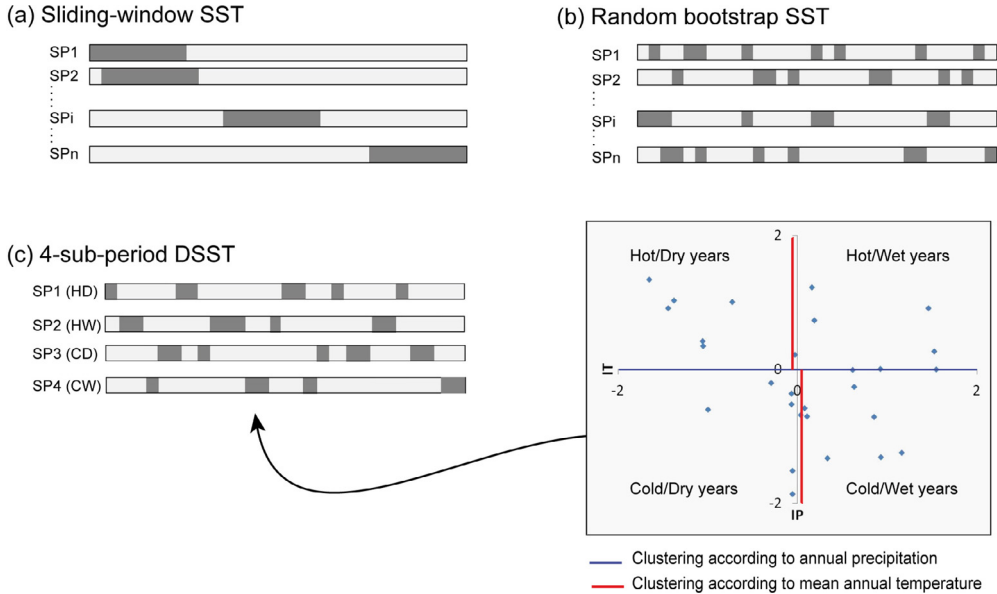 (a) Sliding-window SST
SP1
SP2
SPi
SPn
(b) Random bootstrap SST
SP1
SP2
SPi
SPn
(c) 4-sub-period DSST
SP1 (HD)
SP2 (HW)
SP3 (CD)
SP4 (CW)
2
Hot/Dry years
Hot/Wet years
IT
0
-2
0
2
Cold/Dry years
Cold/Wet years
-2
IP
Clustering according to annual precipitation
Clustering according to mean annual temperature